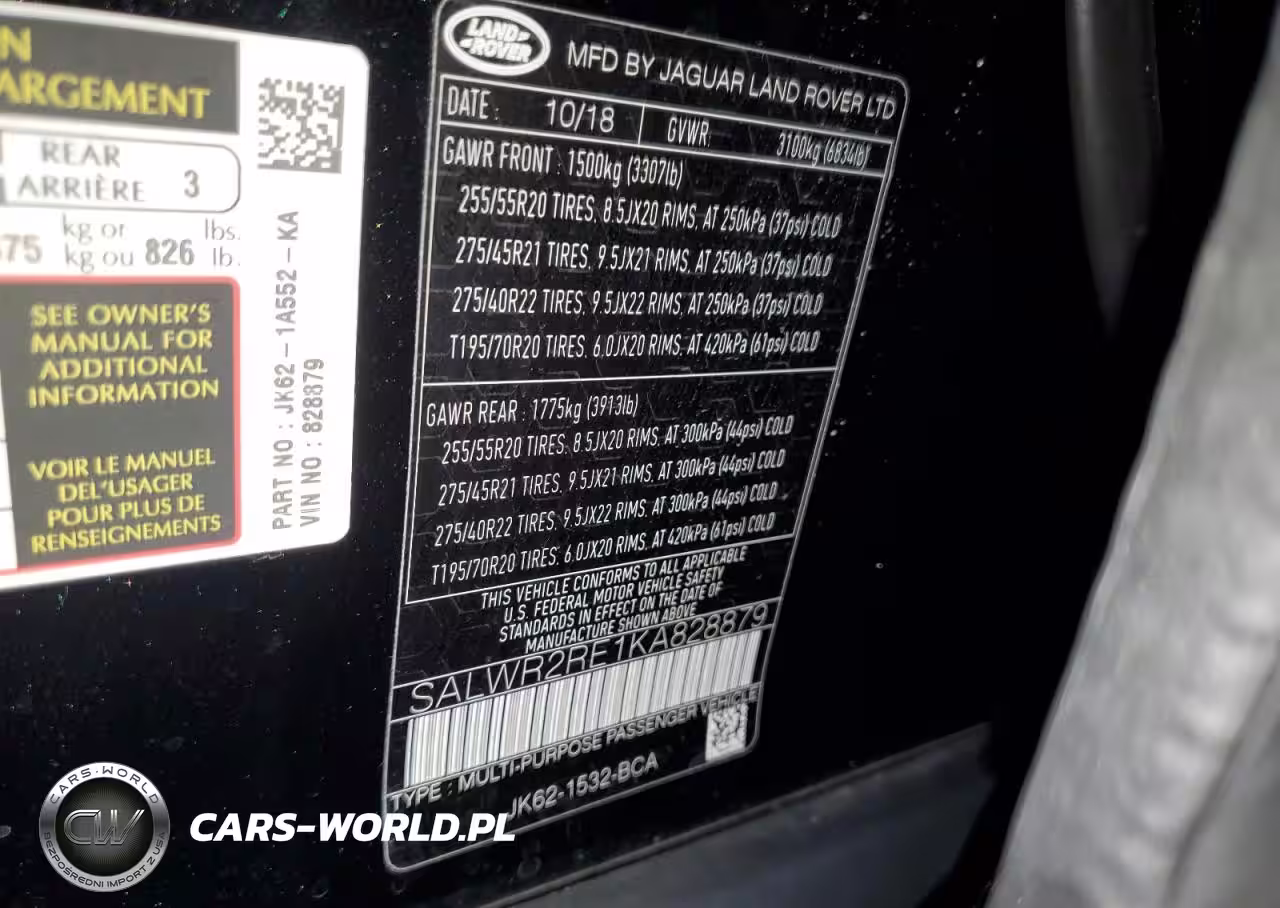 N
ARGEMENT
REAR
ARRIÈRE 3
kg or lbs.
675 kg ou 826 lb.
SEE OWNER'S
MANUAL FOR
ADDITIONAL
INFORMATION
VOIR LE MANUEL
DEL'USAGER
POUR PLUS DE
RENSEIGNEMENTS
PART NO : JK62-1A552-KA
VIN NO : 828879
LAND
ROVER
MFD BY JAGUAR LAND ROVER LTD
DATE : 10/18 GVWR: 3100kg (6834lb)
GAWR FRONT : 1500kg (3307lb)
255/55R20 TIRES, 8.5JX20 RIMS, AT 250kPa (37psi) COLD
275/45R21 TIRES, 9.5JX21 RIMS, AT 250kPa (37psi) COLD
275/40R22 TIRES, 9.5JX22 RIMS, AT 250kPa (37psi) COLD
T195/70R20 TIRES, 6.0JX20 RIMS, AT 420kPa (61psi) COLD
GAWR REAR : 1775kg (3913lb)
255/55R20 TIRES, 8.5JX20 RIMS, AT 300kPa (44psi) COLD
275/45R21 TIRES, 9.5JX21 RIMS, AT 300kPa (44psi) COLD
275/40R22 TIRES, 9.5JX22 RIMS, AT 300kPa (44psi) COLD
T195/70R20 TIRES, 6.0JX20 RIMS, AT 420kPa (61psi) COLD
THIS VEHICLE CONFORMS TO ALL APPLICABLE
U.S. FEDERAL MOTOR VEHICLE SAFETY
STANDARDS IN EFFECT ON THE DATE OF
MANUFACTURE SHOWN ABOVE
SALWR2RE1KA828879
TYPE : MULTI-PURPOSE PASSENGER VEHICLE
JK62-1532-BCA
CARS-WORLD
CW
BEZPOŚREDNI IMPORT Z USA
CARS-WORLD.PL